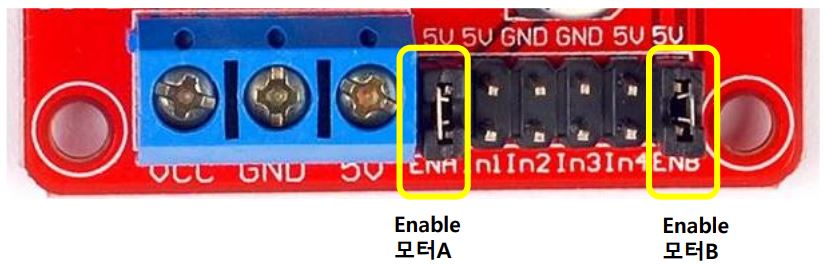 5V 5V GND GND 5V 5V
VCC GND 5V ENA In1 In2 In3 In4 ENB
Enable
모터A
Enable
모터B